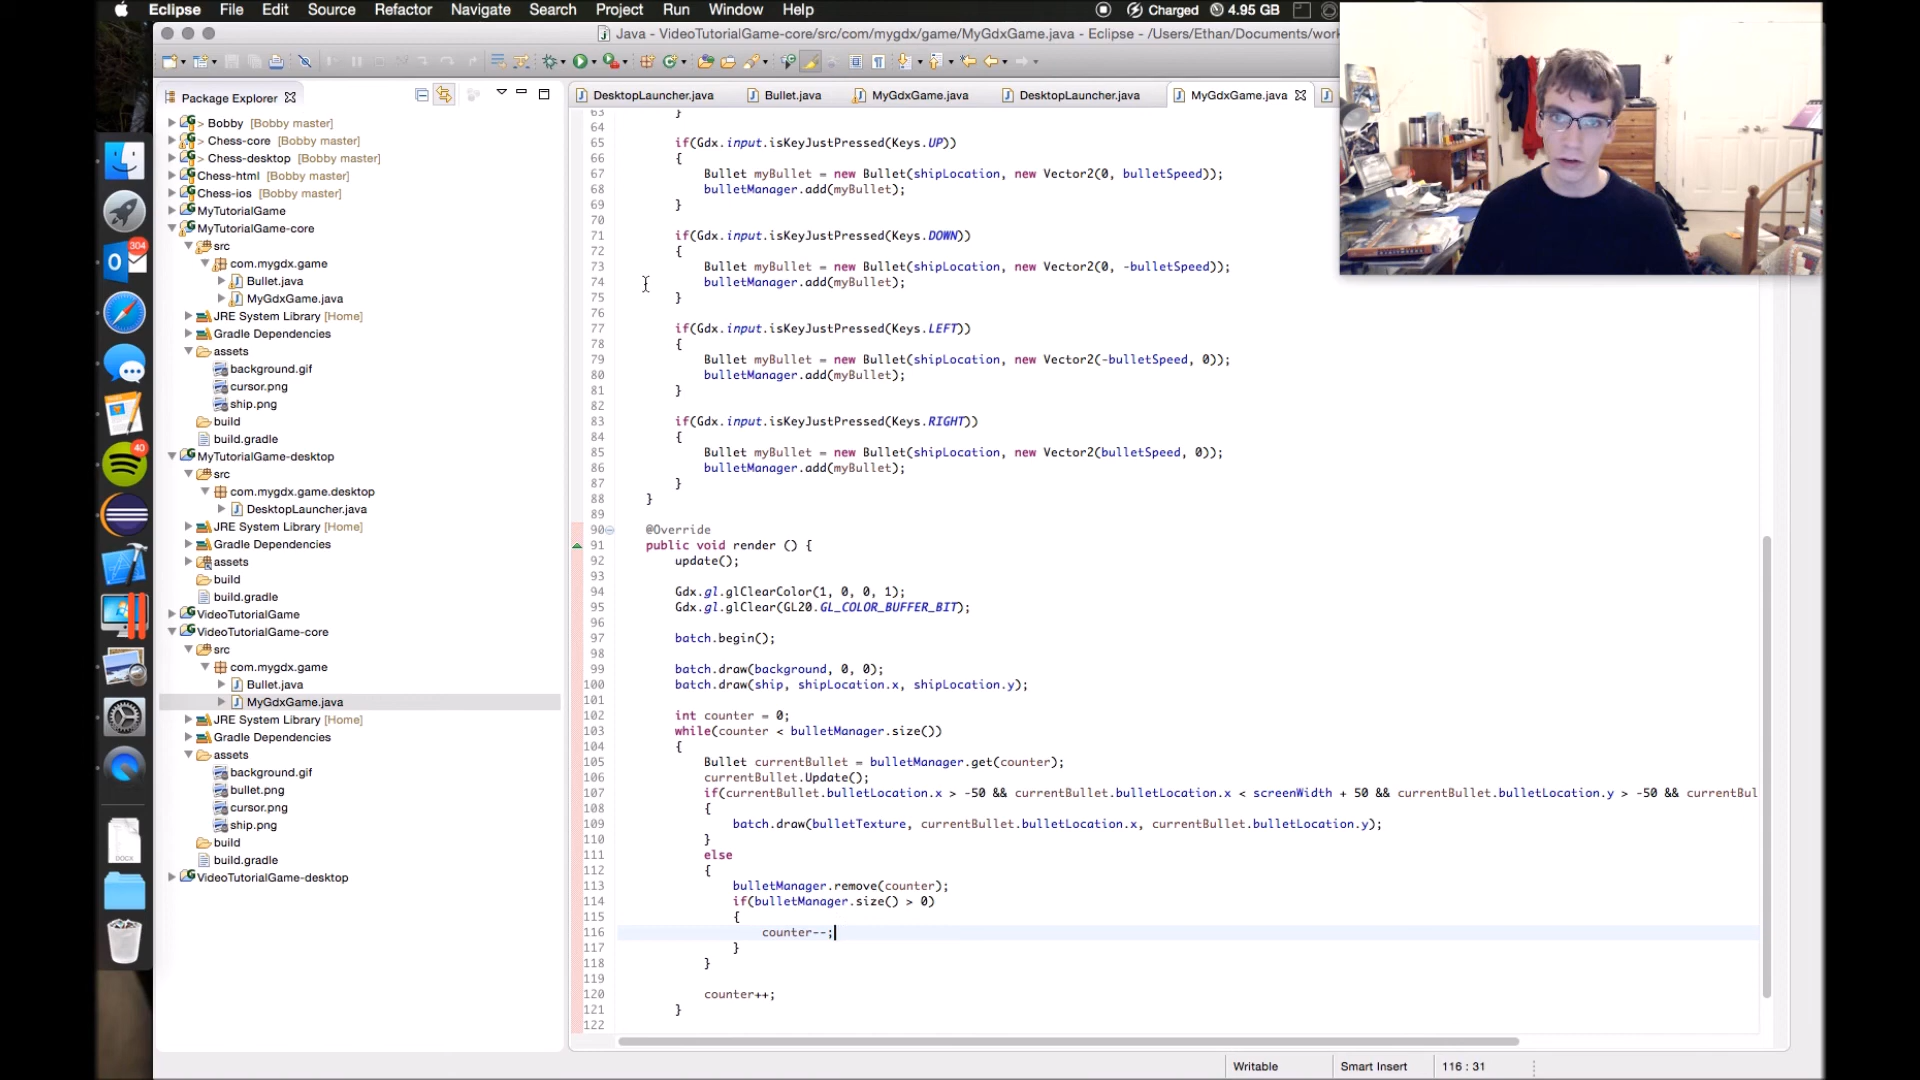 Eclipse File Edit Source Refactor Navigate Search Project Run Window Help Charged 4.95 GB
Java - VideoTutorialGame-core/src/com/mygdx/game/MyGdxGame.java - Eclipse - /Users/Ethan/Documents/work
Package Explorer
DesktopLauncher.java Bullet.java MyGdxGame.java DesktopLauncher.java MyGdxGame.java
> Bobby [Bobby master]
> Chess-core [Bobby master]
> Chess-desktop [Bobby master]
Chess-html [Bobby master]
Chess-ios [Bobby master]
MyTutorialGame
MyTutorialGame-core
src
com.mygdx.game
Bullet.java
MyGdxGame.java
JRE System Library [Home]
Gradle Dependencies
assets
background.gif
cursor.png
ship.png
build
build.gradle
MyTutorialGame-desktop
src
com.mygdx.game.desktop
DesktopLauncher.java
JRE System Library [Home]
Gradle Dependencies
assets
build
build.gradle
VideoTutorialGame
VideoTutorialGame-core
src
com.mygdx.game
Bullet.java
MyGdxGame.java
JRE System Library [Home]
Gradle Dependencies
assets
background.gif
bullet.png
cursor.png
ship.png
build
build.gradle
VideoTutorialGame-desktop
304
40
DOCX
63 }
64
65 if(Gdx.input.isKeyJustPressed(Keys.UP))
66 {
67 Bullet myBullet = new Bullet(shipLocation, new Vector2(0, bulletSpeed));
68 bulletManager.add(myBullet);
69 }
70
71 if(Gdx.input.isKeyJustPressed(Keys.DOWN))
72 {
73 Bullet myBullet = new Bullet(shipLocation, new Vector2(0, -bulletSpeed));
74 bulletManager.add(myBullet);
75 }
76
77 if(Gdx.input.isKeyJustPressed(Keys.LEFT))
78 {
79 Bullet myBullet = new Bullet(shipLocation, new Vector2(-bulletSpeed, 0));
80 bulletManager.add(myBullet);
81 }
82
83 if(Gdx.input.isKeyJustPressed(Keys.RIGHT))
84 {
85 Bullet myBullet = new Bullet(shipLocation, new Vector2(bulletSpeed, 0));
86 bulletManager.add(myBullet);
87 }
88 }
89
90 @Override
91 public void render () {
92 update();
93
94 Gdx.gl.glClearColor(1, 0, 0, 1);
95 Gdx.gl.glClear(GL20.GL_COLOR_BUFFER_BIT);
96
97 batch.begin();
98
99 batch.draw(background, 0, 0);
100 batch.draw(ship, shipLocation.x, shipLocation.y);
101
102 int counter = 0;
103 while(counter < bulletManager.size())
104 {
105 Bullet currentBullet = bulletManager.get(counter);
106 currentBullet.Update();
107 if(currentBullet.bulletLocation.x > -50 && currentBullet.bulletLocation.x < screenWidth + 50 && currentBullet.bulletLocation.y > -50 && currentBul
108 {
109 batch.draw(bulletTexture, currentBullet.bulletLocation.x, currentBullet.bulletLocation.y);
110 }
111 else
112 {
113 bulletManager.remove(counter);
114 if(bulletManager.size() > 0)
115 {
116 counter--;
117 }
118 }
119
120 counter++;
121 }
122
Writable Smart Insert 116 : 31